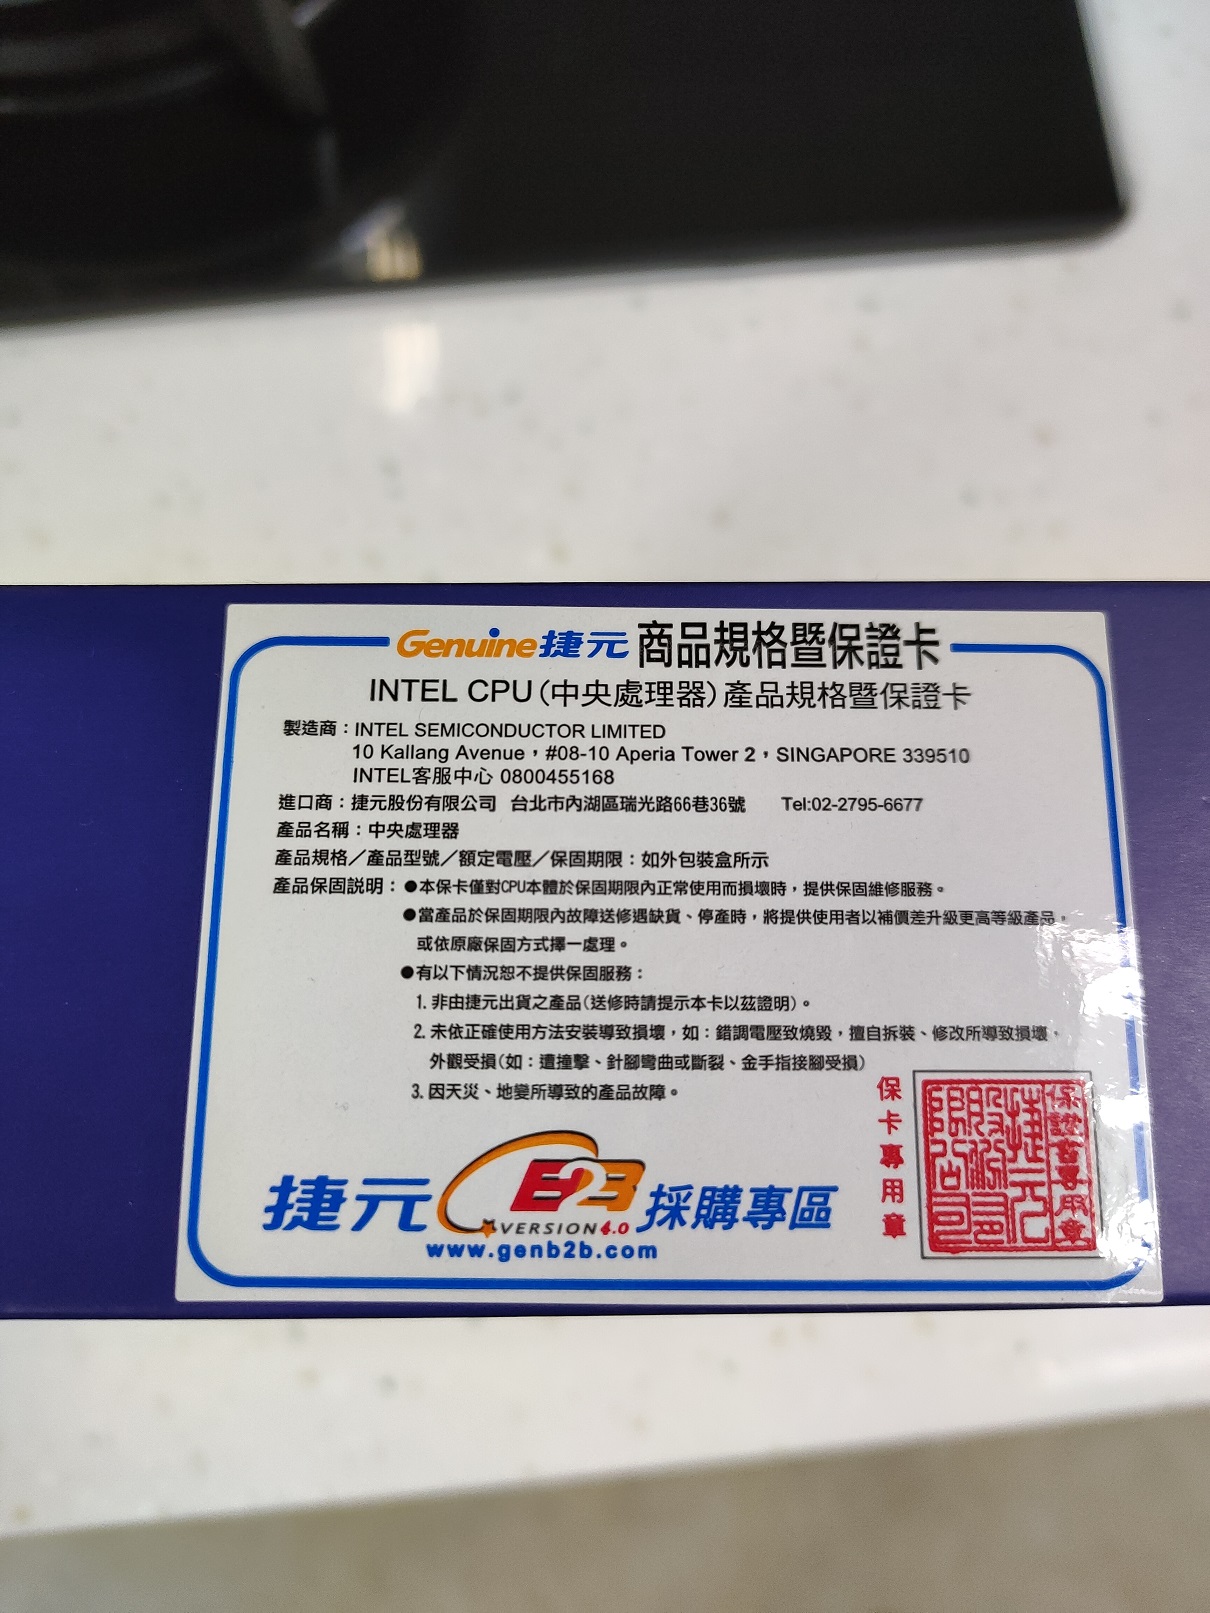 Genuine捷元 商品規格暨保證卡
INTEL CPU(中央處理器)產品規格暨保證卡
製造商：INTEL SEMICONDUCTOR LIMITED
10 Kallang Avenue，#08-10 Aperia Tower 2，SINGAPORE 339510
INTEL客服中心 0800455168
進口商：捷元股份有限公司 台北市內湖區瑞光路66巷36號 Tel:02-2795-6677
產品名稱：中央處理器
產品規格／產品型號／額定電壓／保固期限：如外包裝盒所示
產品保固説明：●本保卡僅對CPU本體於保固期限內正常使用而損壞時，提供保固維修服務。
●當產品於保固期限內故障送修遇缺貨、停產時，將提供使用者以補價差升級更高等級產品。
或依原廠保固方式擇一處理。
●有以下情況恕不提供保固服務：
1. 非由捷元出貨之產品(送修時請提示本卡以茲證明)。
2. 未依正確使用方法安裝導致損壞，如：錯調電壓致燒毀，擅自拆裝、修改所導致損壞，
外觀受損(如：遭撞擊、針腳彎曲或斷裂、金手指接腳受損)
3. 因天災、地變所導致的產品故障。
保卡專用章
捷元股份有限公司
保證書專用章
捷元 B2B 採購專區
VERSION 4.0
www.genb2b.com